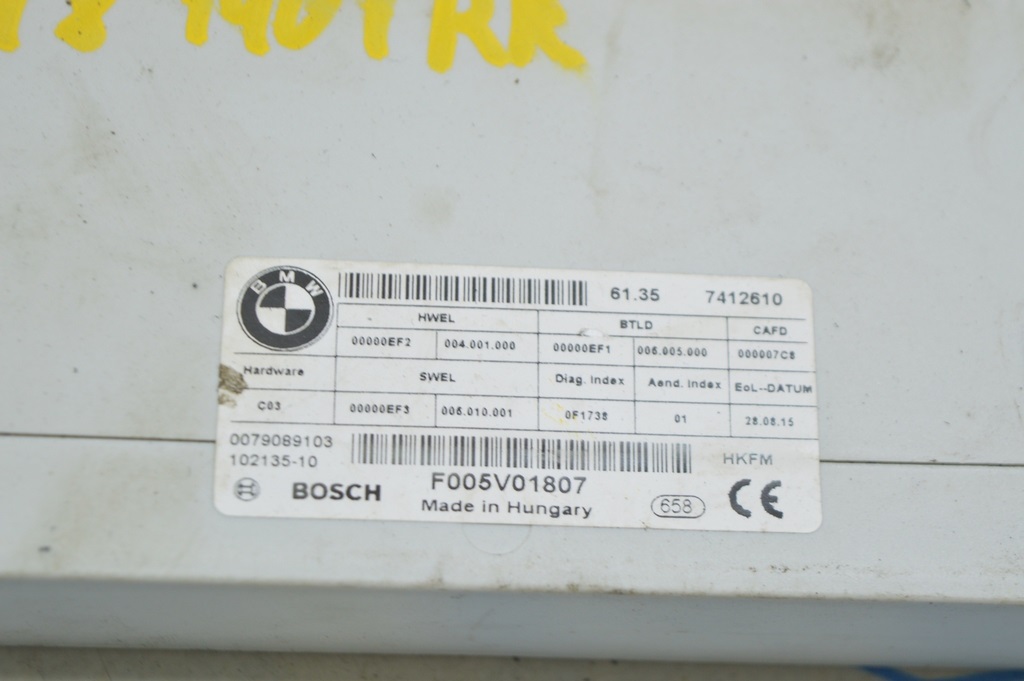 BMW
61.35 7412610
HWEL BTLD CAFD
00000EF2 004.001.000 00000EF1 006.005.000 000007C8
Hardware SWEL Diag. Index Aend. Index EoL--DATUM
C03 00000EF3 006.010.001 0F1738 01 28.08.15
0079089103
102135-10 HKFM
BOSCH F005V01807
Made in Hungary 658 CE